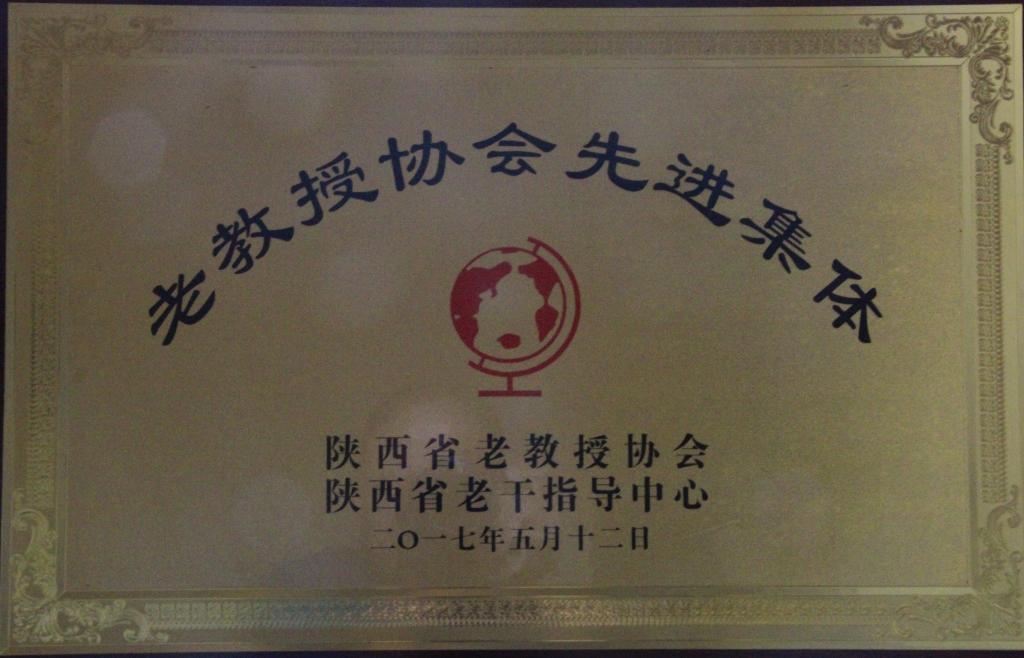 老教授协会先进集体
陕西省老教授协会
陕西省老干指导中心
二〇一七年五月十二日